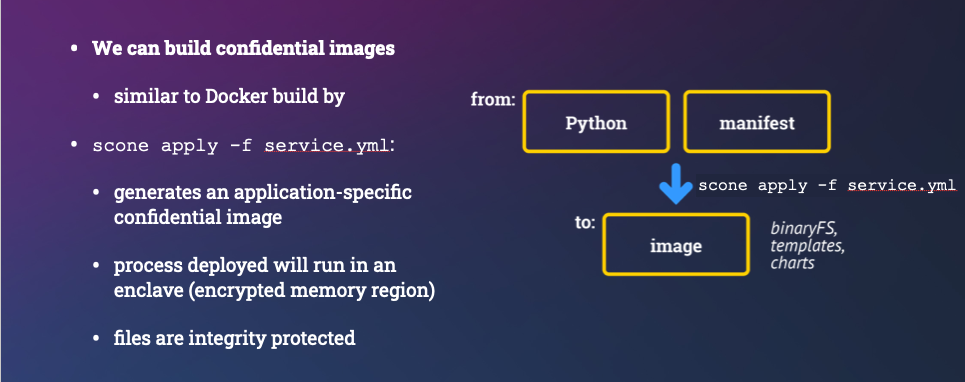 • We can build confidential images
• similar to Docker build by
• scone apply -f service.yml:
• generates an application-specific
confidential image
• process deployed will run in an
enclave (encrypted memory region)
• files are integrity protected
from:
Python
manifest
scone apply -f service.yml
to:
image
binaryFS,
templates,
charts